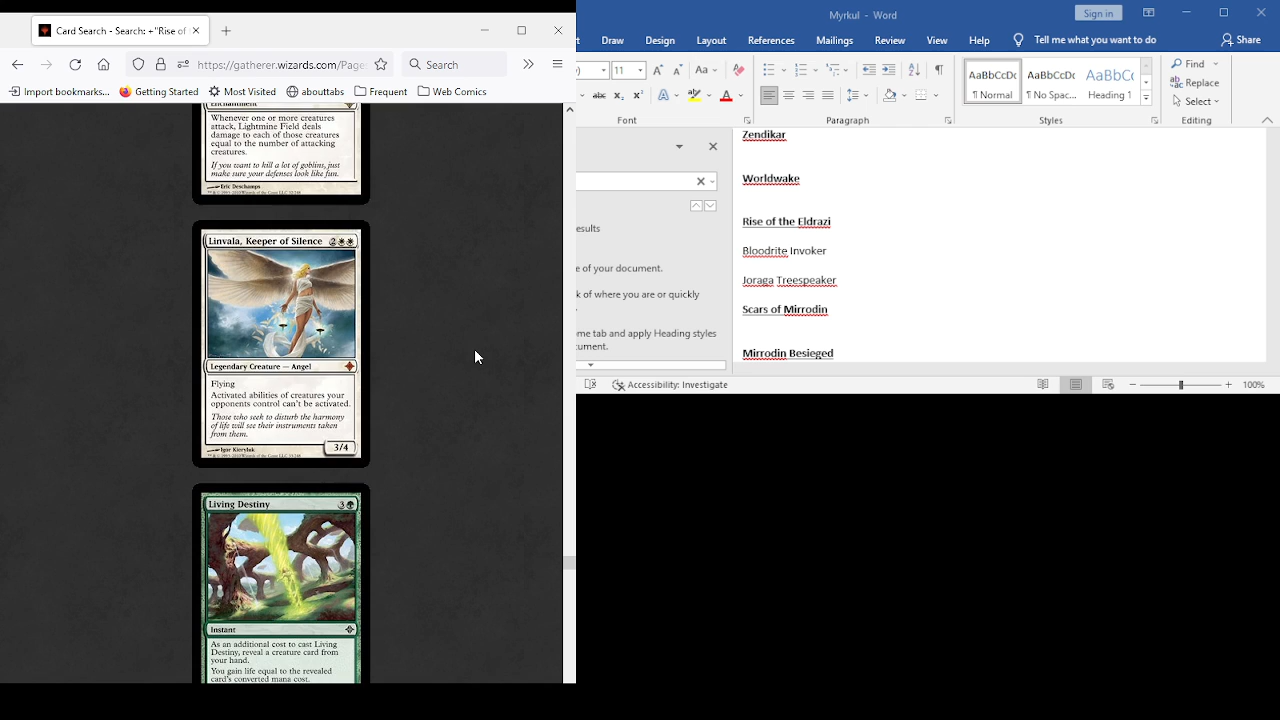 Card Search - Search: +"Rise of
https://gatherer.wizards.com/Page
Search
Import bookmarks...
Getting Started
Most Visited
abouttabs
Frequent
Web Comics
Enchantment
Whenever one or more creatures
attack, Lightmine Field deals
damage to each of those creatures
equal to the number of attacking
creatures.
If you want to kill a lot of goblins, just
make sure your defenses look like fun.
Eric Deschamps
Linvala, Keeper of Silence 2
Legendary Creature — Angel
Flying
Activated abilities of creatures your
opponents control can't be activated.
Those who seek to disturb the harmony
of life will see their instruments taken
from them.
Igor Kieryluk
3/4
Living Destiny 3
Instant
As an additional cost to cast Living
Destiny, reveal a creature card from
your hand.
You gain life equal to the revealed
card's converted mana cost.
Myrkul - Word
Sign in
Draw Design Layout References Mailings Review View Help Tell me what you want to do Share
11
Aa
abc x₂ x² A A
Font
Paragraph
AaBbCcDc AaBbCcDc AaBbCc
¶ Normal ¶ No Spac... Heading 1
Styles
Find
Replace
Select
Editing
esults
e of your document.
k of where you are or quickly
me tab and apply Heading styles
cument.
Zendikar
Worldwake
Rise of the Eldrazi
Bloodrite Invoker
Joraga Treespeaker
Scars of Mirrodin
Mirrodin Besieged
Accessibility: Investigate
100%